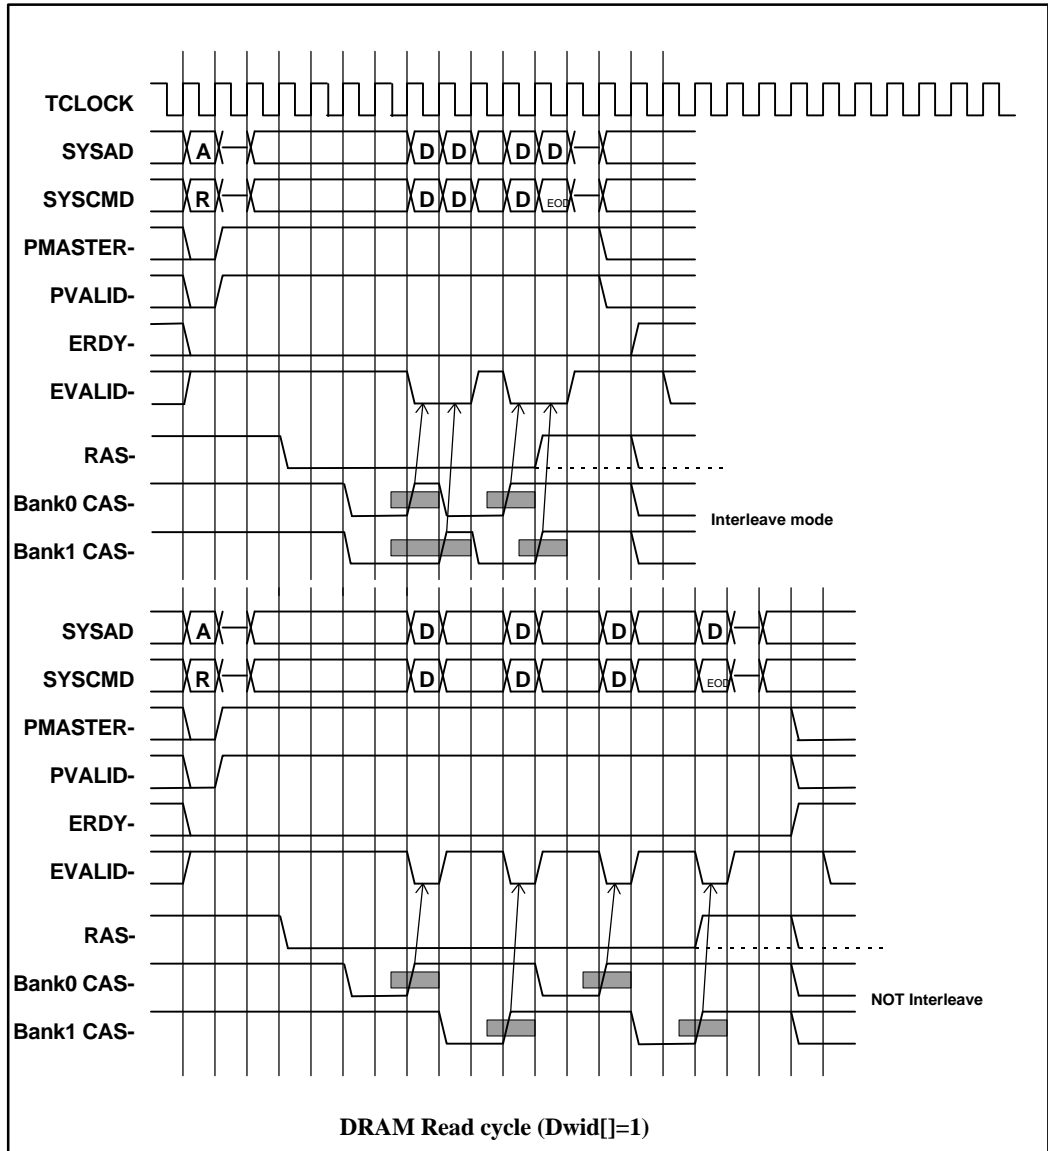 TCLOCK
SYSAD A D D D D
SYSCMD R D D D EOD
PMASTER-
PVALID-
ERDY-
EVALID-
RAS-
Bank0 CAS-
Interleave mode
Bank1 CAS-
SYSAD A D D D D
SYSCMD R D D D EOD
PMASTER-
PVALID-
ERDY-
EVALID-
RAS-
Bank0 CAS-
NOT Interleave
Bank1 CAS-
DRAM Read cycle (Dwid[]=1)